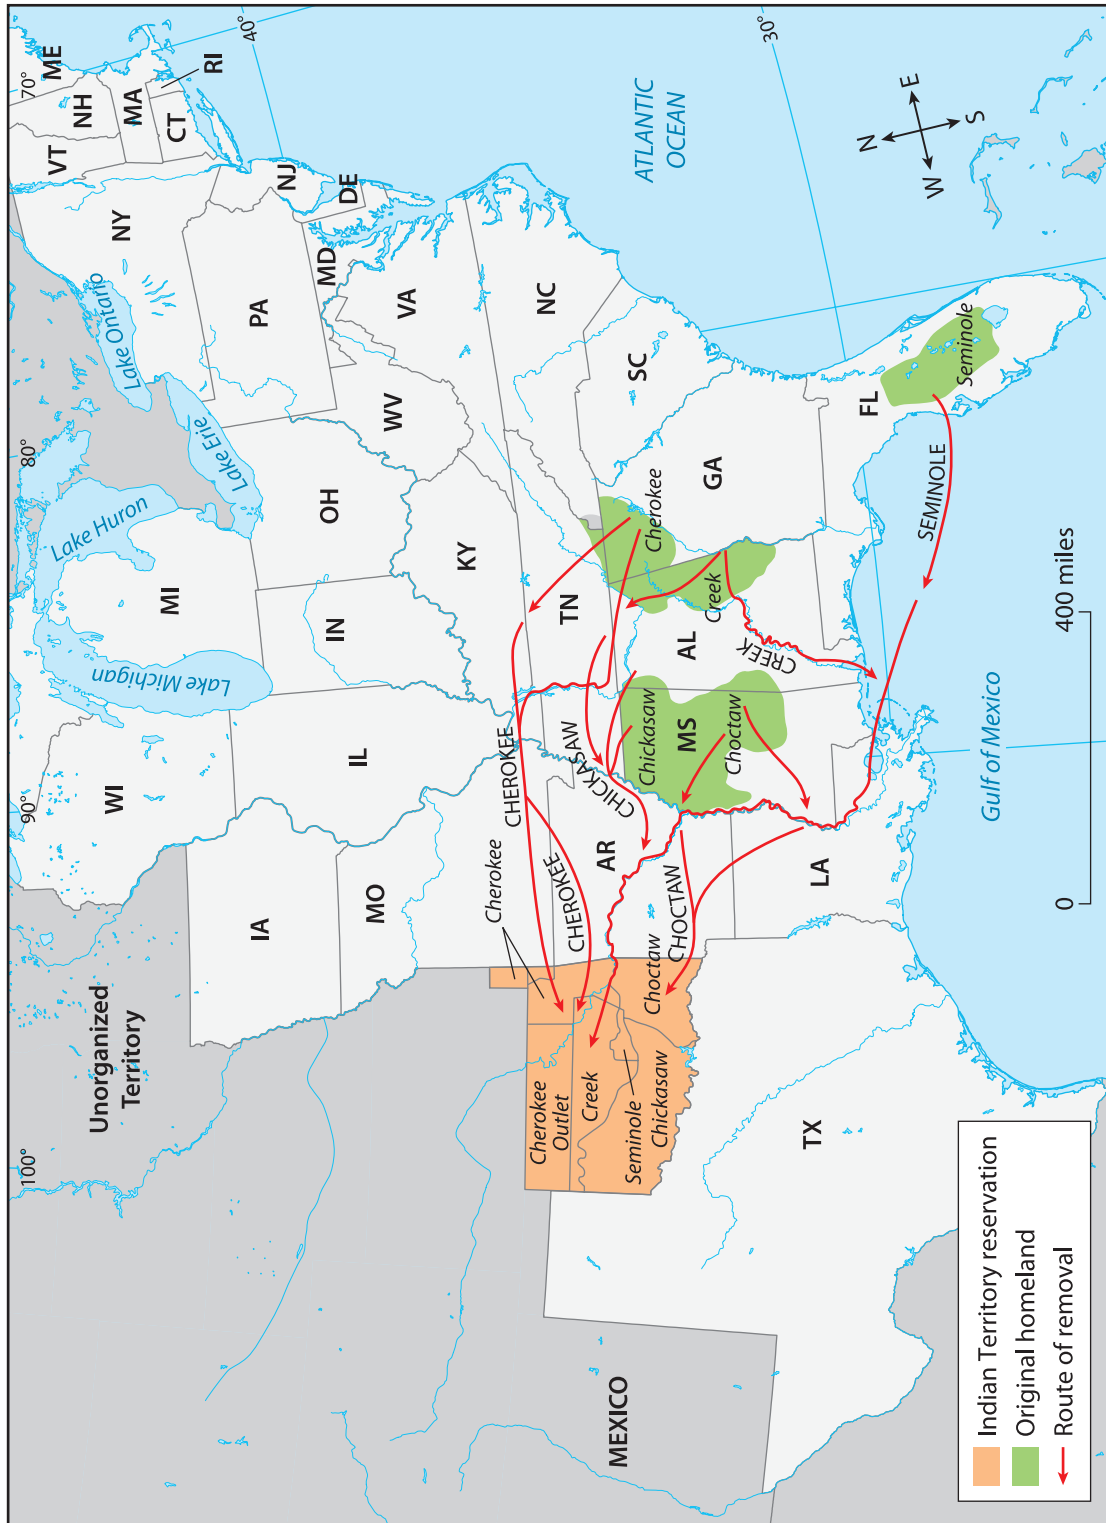 Unorganized
Territory
MEXICO
TX
IA
MO
AR
LA
WI
IL
MI
IN
OH
KY
TN
MS
AL
GA
FL
SC
NC
VA
WV
PA
MD
DE
NJ
NY
VT
NH
ME
MA
CT
RI
Lake Michigan
Lake Huron
Lake Erie
Lake Ontario
ATLANTIC
OCEAN
Gulf of Mexico
100°
90°
80°
70°
40°
30°
N
E
S
W
Cherokee
Outlet
Creek
Seminole
Chickasaw
Choctaw
Cherokee
CHEROKEE
CHEROKEE
CHICKASAW
CHOCTAW
CREEK
SEMINOLE
Chickasaw
Choctaw
Creek
Cherokee
Seminole
Indian Territory reservation
Original homeland
Route of removal
0
400 miles